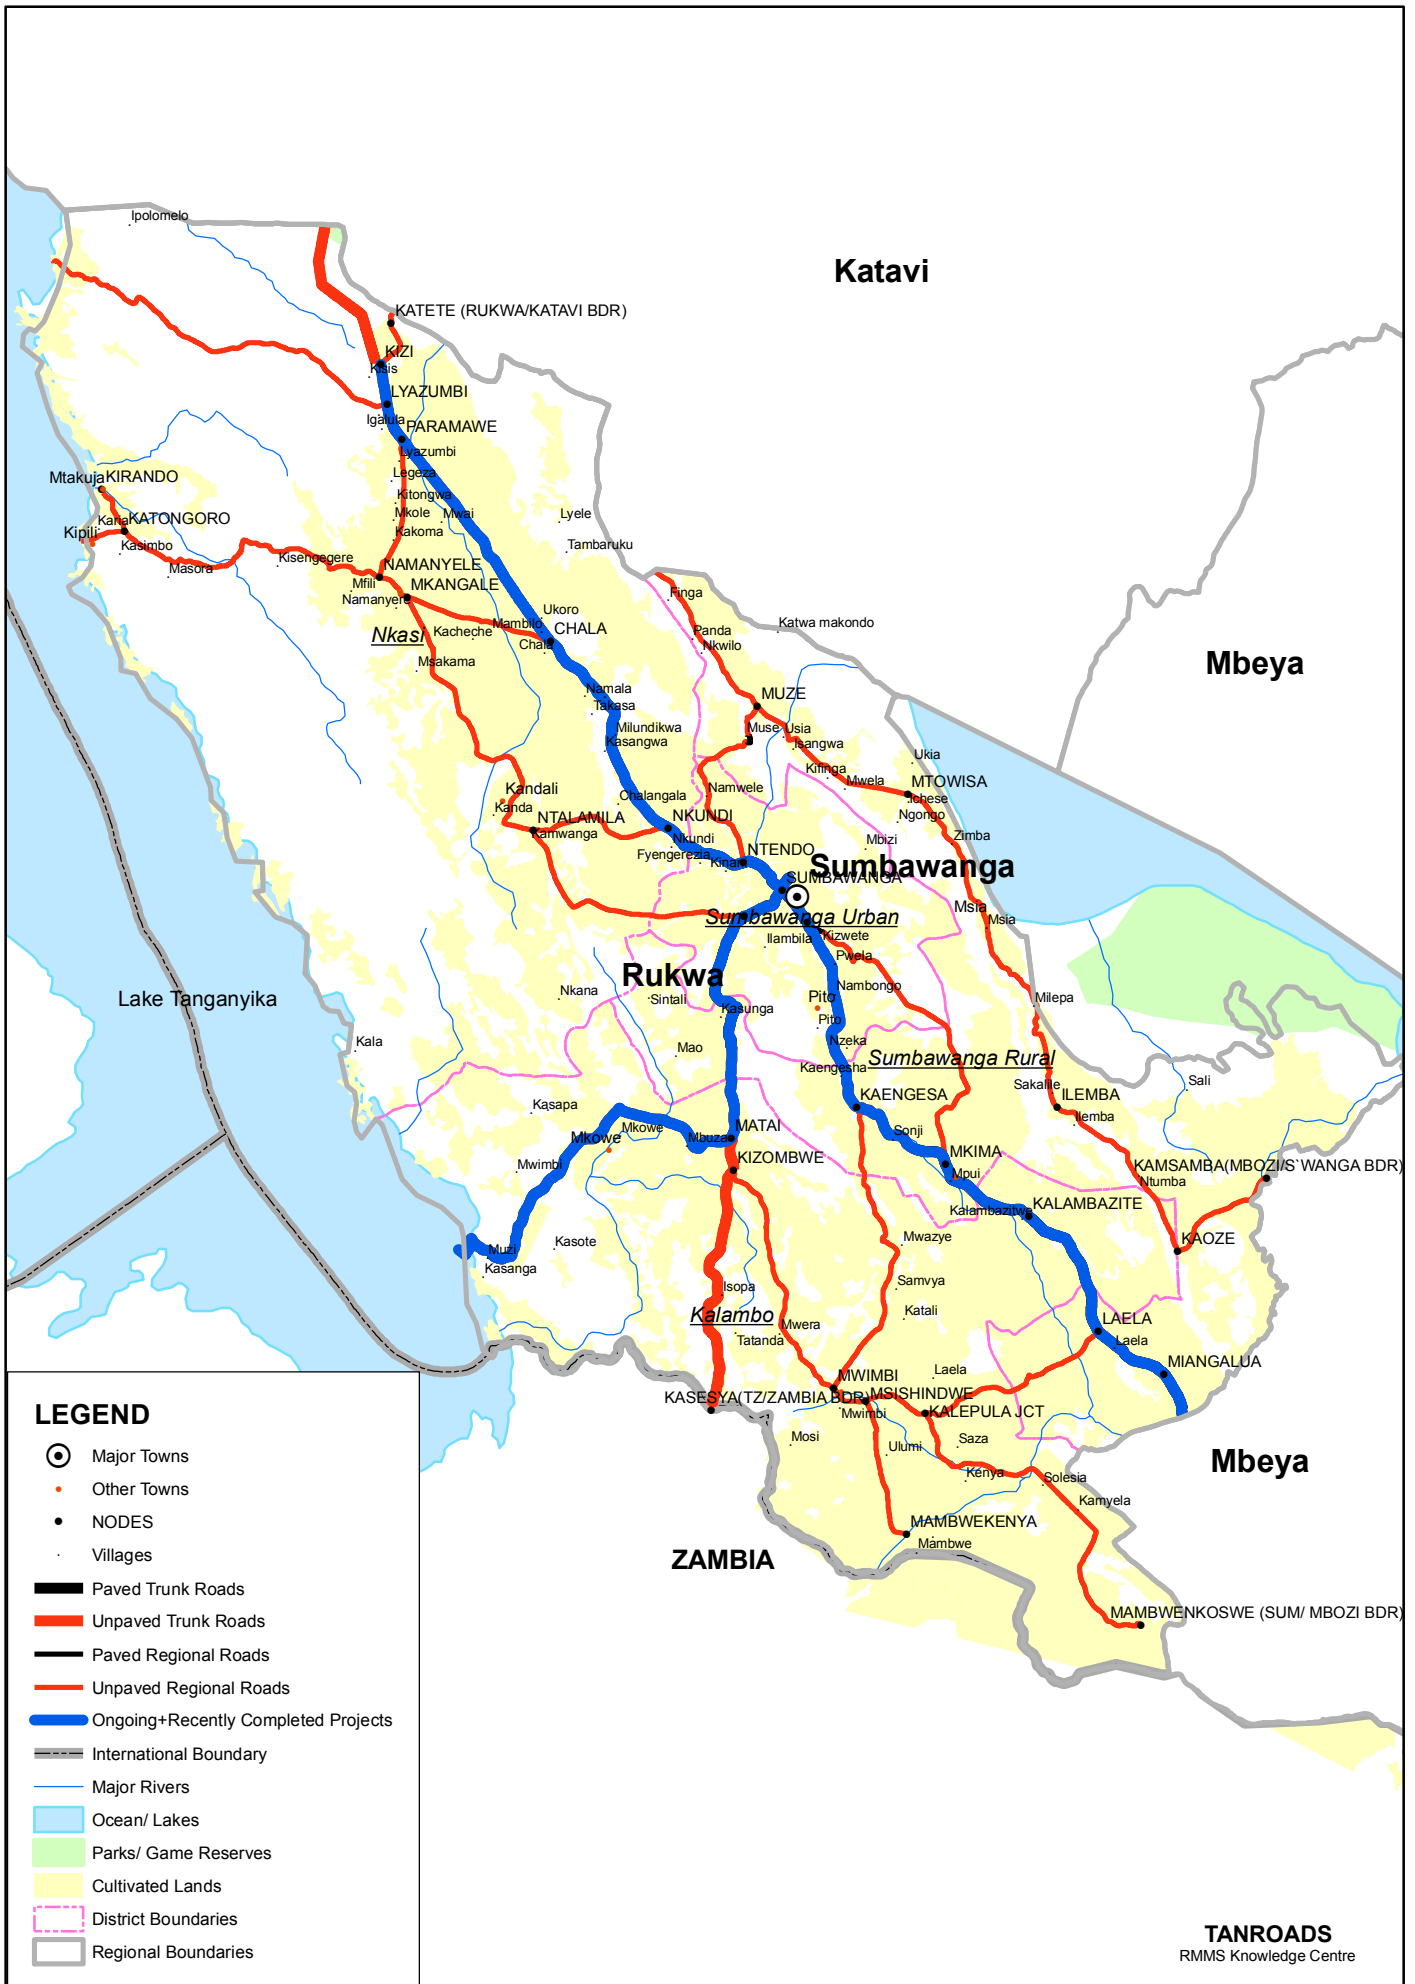 Ipolomelo
Katavi
KATETE (RUKWA/KATAVI BDR)
KIZI
Kisis
LYAZUMBI
Igalula
PARAMAWE
Lyazumbi
Legeza
Mtakuja
KIRANDO
Kitongwa
Mkole
Mwai
Lyele
Karia
KATONGORO
Kipili
Kakoma
Kasimbo
Tambaruku
Kisengegere
Masora
NAMANYELE
Mfili
MKANGALE
Namanyere
Finga
Ukoro
Mambilo
Katwa makondo
Nkasi
Kacheche
CHALA
Chala
Panda
Nkwilo
Msakama
Mbeya
Namala
Takasa
MUZE
Milundikwa
Muse
Usia
Kasangwa
Isangwa
Ukia
Kifinga
Mwela
MTOWISA
Kandali
Namwele
Ichese
Kanda
Chalangala
NTALAMILA
NKUNDI
Ngongo
Kamwanga
Nkundi
Mbizi
Zimba
Fyengerezia
NTENDO
Kinani
Sumbawanga
SUMBAWANGA
Msia
Sumbawanga Urban
Msia
Kizwete
Ilambila
Pwela
Rukwa
Nambongo
Lake Tanganyika
Nkana
Sintali
Pito
Milepa
Kasunga
Pito
Kala
Mao
Nzeka
Sumbawanga Rural
Kaengesha
Sakalile
Sali
KAENGESA
ILEMBA
Kasapa
Ilemba
Mkowe
Mkowe
Mbuza
MATAI
Sonji
KIZOMBWE
MKIMA
Mwimbi
Mpui
KAMSAMBA(MBOZI/S`WANGA BDR)
Ntumba
Kalambazitwe
KALAMBAZITE
Muzi
Kasote
Mwazye
KAOZE
Kasanga
Isopa
Samvya
Kalambo
Katali
Mwera
Tatanda
LAELA
Laela
Laela
MIANGALUA
MWIMBI
KASESYA(TZ/ZAMBIA BDR)
MSISHINDWE
Mwimbi
KALEPULA JCT
Mosi
Ulumi
Saza
Mbeya
Kenya
Solesia
Kamyela
MAMBWEKENYA
Mambwe
ZAMBIA
MAMBWENKOSWE (SUM/ MBOZI BDR)
LEGEND
Major Towns
Other Towns
NODES
Villages
Paved Trunk Roads
Unpaved Trunk Roads
Paved Regional Roads
Unpaved Regional Roads
Ongoing+Recently Completed Projects
International Boundary
Major Rivers
Ocean/ Lakes
Parks/ Game Reserves
Cultivated Lands
District Boundaries
Regional Boundaries
TANROADS
RMMS Knowledge Centre